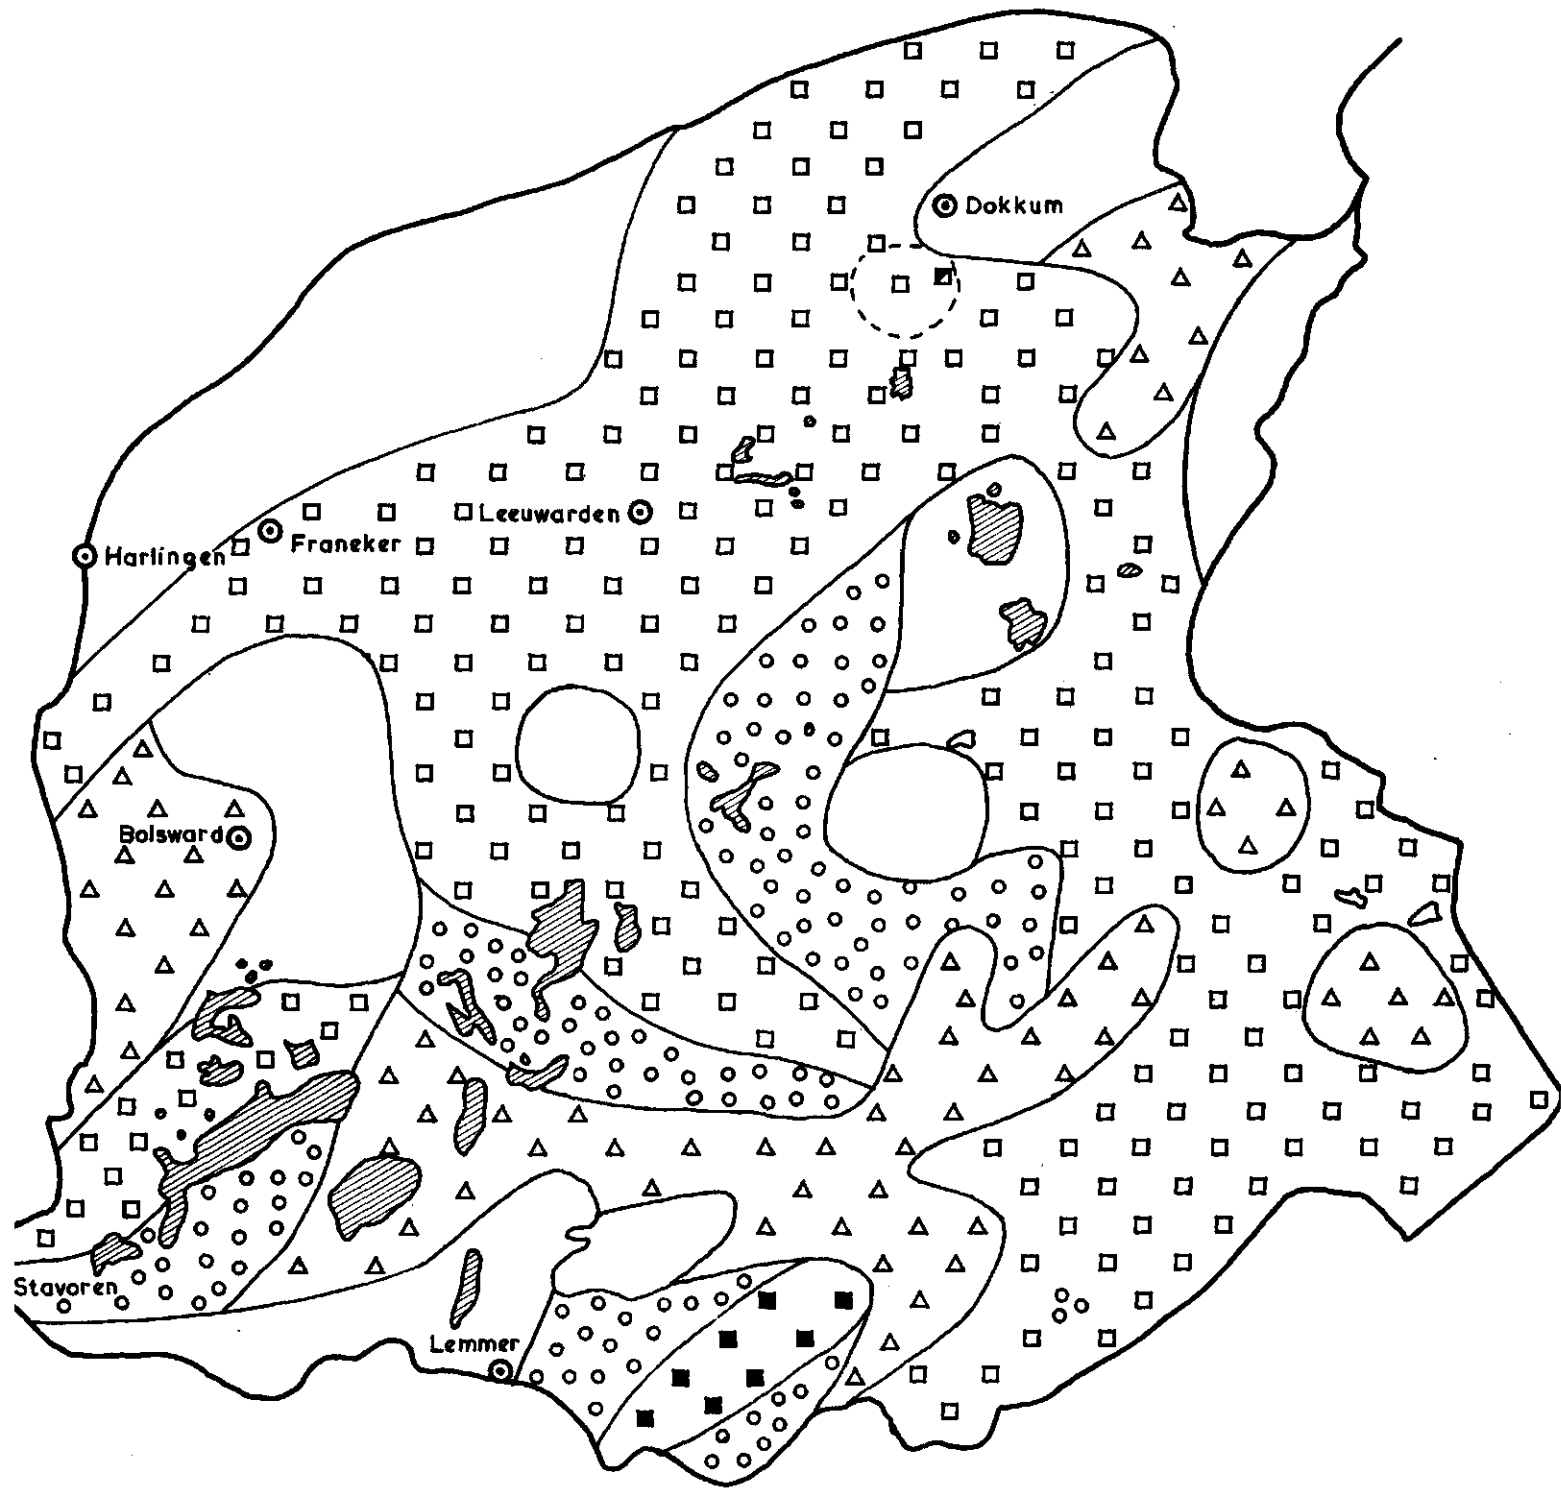 Dokkum
Leeuwarden
Franeker
Harlingen
Bolsward
Stavoren
Lemmer